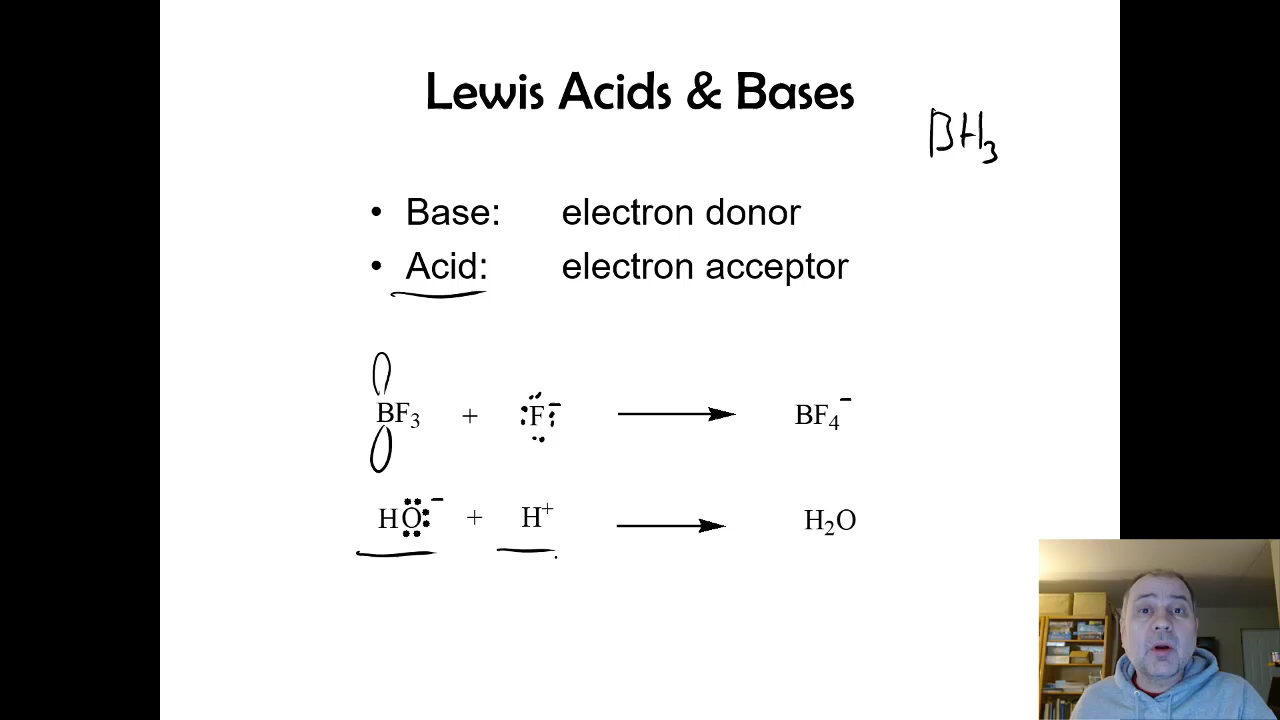 Lewis Acids & Bases
BH₃
• Base: electron donor
• Acid: electron acceptor
BF₃ + :F:⁻ → BF₄⁻
HO:⁻ + H⁺ → H₂O